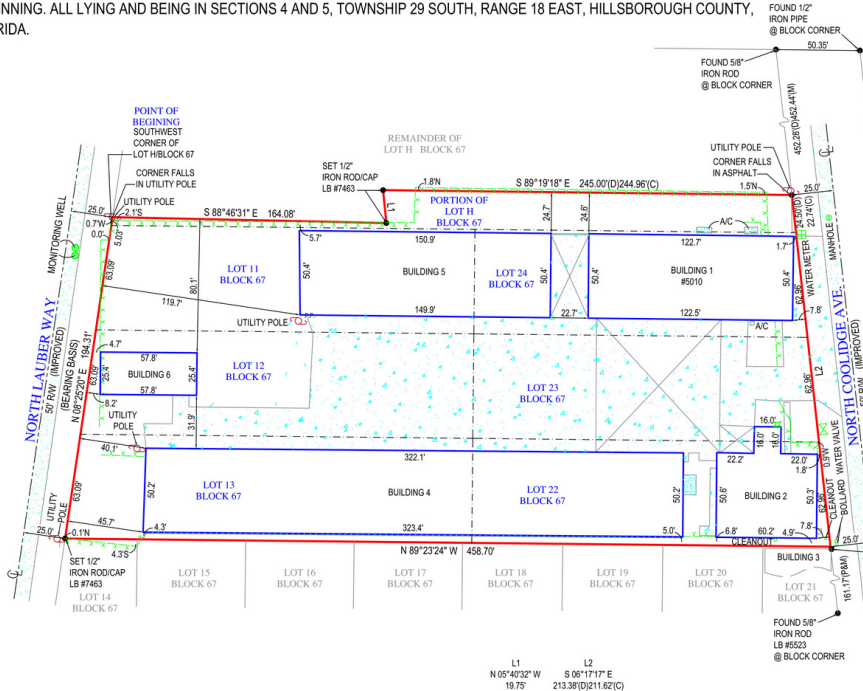 INNING. ALL LYING AND BEING IN SECTIONS 4 AND 5, TOWNSHIP 29 SOUTH, RANGE 18 EAST, HILLSBOROUGH COUNTY,
RIDA.
FOUND 1/2"
IRON PIPE
@ BLOCK CORNER
50.35'
FOUND 5/8"
IRON ROD
@ BLOCK CORNER
452.28'(D)452.44'(M)
POINT OF
BEGINING
SOUTHWEST
CORNER OF
LOT H/BLOCK 67
CORNER FALLS
IN UTILITY POLE
UTILITY POLE
REMAINDER OF
LOT H BLOCK 67
SET 1/2"
IRON ROD/CAP
LB #7463
UTILITY POLE
CORNER FALLS
IN ASPHALT
25.0'
2.1'S
0.7'W
0.0'
5.03'
S 88°46'31" E 164.08'
L1
1.8'N
S 89°19'18" E 245.00'(D)244.96'(C)
1.5'N
25.0'
24.50'(D)
22.74'(C)
PORTION OF
LOT H
BLOCK 67
24.7'
24.6'
A/C
1.7'
WATER METER
MANHOLE
MONITORING WELL
63.09'
80.1'
5.7'
150.9'
122.7'
LOT 11
BLOCK 67
50.4'
BUILDING 5
LOT 24
BLOCK 67
50.4'
50.4'
BUILDING 1
#5010
50.4'
62.96'
119.7'
149.9'
22.7'
122.5'
7.8'
UTILITY POLE
A/C
NORTH LAUBER WAY
50' R/W (IMPROVED)
(BEARING BASIS)
N 08°25'20" E 194.31'
4.7'
57.8'
25.4'
BUILDING 6
25.4'
57.8'
63.09'
8.2'
LOT 12
BLOCK 67
LOT 23
BLOCK 67
L2
62.96'
NORTH COOLIDGE AVE.
50' R/W (IMPROVED)
UTILITY
POLE
31.9'
40.1'
16.0'
16.0'
16.0'
0.9'W
WATER VALVE
322.1'
22.2'
22.0'
1.8'
63.09'
50.2'
LOT 13
BLOCK 67
BUILDING 4
LOT 22
BLOCK 67
50.2'
50.6'
BUILDING 2
50.3'
62.96'
CLEANOUT
BOLLARD
UTILITY
POLE
25.0'
0.1'N
45.7'
4.3'
323.4'
5.0'
6.8'
60.2'
4.9'
7.8'
CLEANOUT
25.0'
4.3'S
N 89°23'24" W 458.70'
BUILDING 3
SET 1/2"
IRON ROD/CAP
LB #7463
LOT 14
BLOCK 67
LOT 15
BLOCK 67
LOT 16
BLOCK 67
LOT 17
BLOCK 67
LOT 18
BLOCK 67
LOT 19
BLOCK 67
LOT 20
BLOCK 67
LOT 21
BLOCK 67
161.17'(P&M)
FOUND 5/8"
IRON ROD
LB #5523
@ BLOCK CORNER
L1
N 05°40'32" W
19.75'
L2
S 06°17'17" E
213.38'(D)211.62'(C)